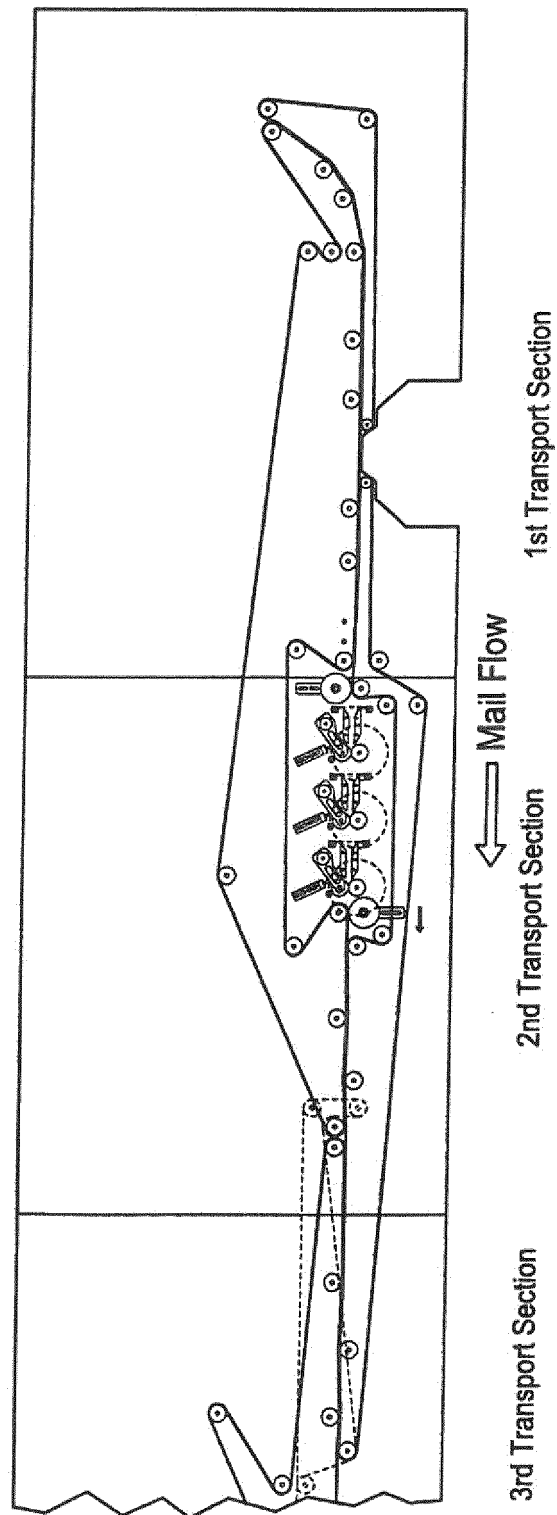 1st Transport Section
Mail Flow
2nd Transport Section
3rd Transport Section